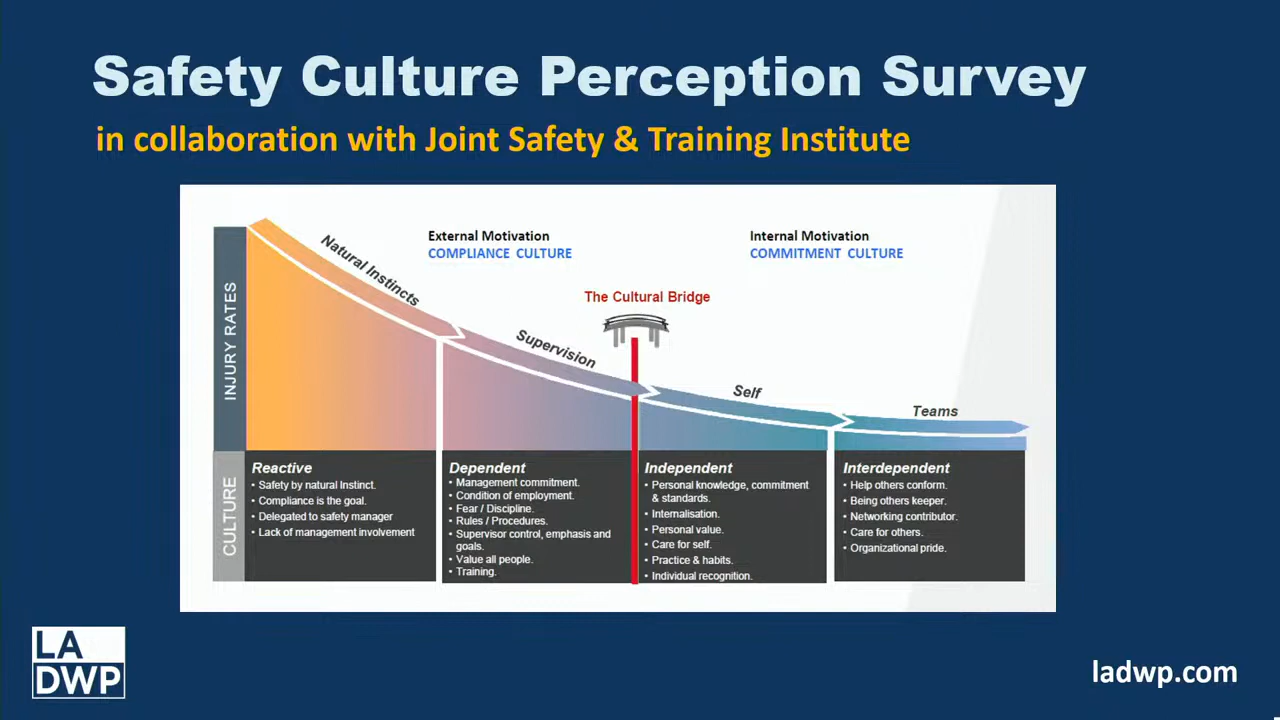 Safety Culture Perception Survey
in collaboration with Joint Safety & Training Institute
External Motivation
COMPLIANCE CULTURE
Internal Motivation
COMMITMENT CULTURE
The Cultural Bridge
Natural Instincts
Supervision
Self
Teams
INJURY RATES
CULTURE
Reactive
• Safety by natural Instinct.
• Compliance is the goal.
• Delegated to safety manager
• Lack of management involvement
Dependent
• Management commitment.
• Condition of employment.
• Fear / Discipline.
• Rules / Procedures.
• Supervisor control, emphasis and
goals.
• Value all people.
• Training.
Independent
• Personal knowledge, commitment
& standards.
• Internalisation.
• Personal value.
• Care for self.
• Practice & habits.
• Individual recognition.
Interdependent
• Help others conform.
• Being others keeper.
• Networking contributor.
• Care for others.
• Organizational pride.
LA
DWP
ladwp.com